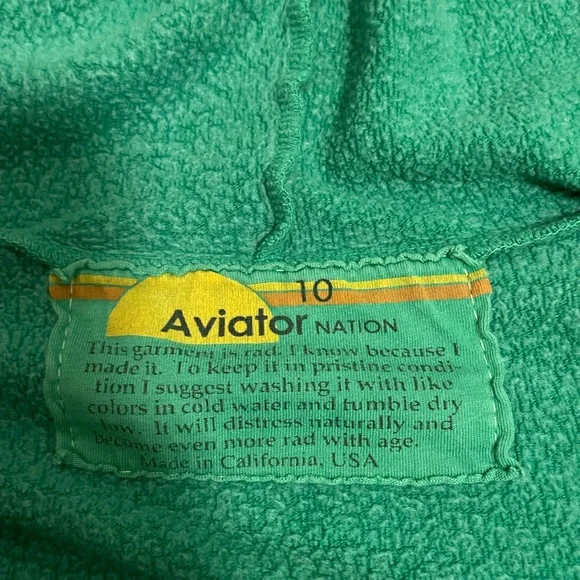 10
Aviator NATION
This garment is rad. I know because I
made it. To keep it in pristine condi-
tion I suggest washing it with like
colors in cold water and tumble dry
low. It will distress naturally and
become even more rad with age.
Made in California, USA